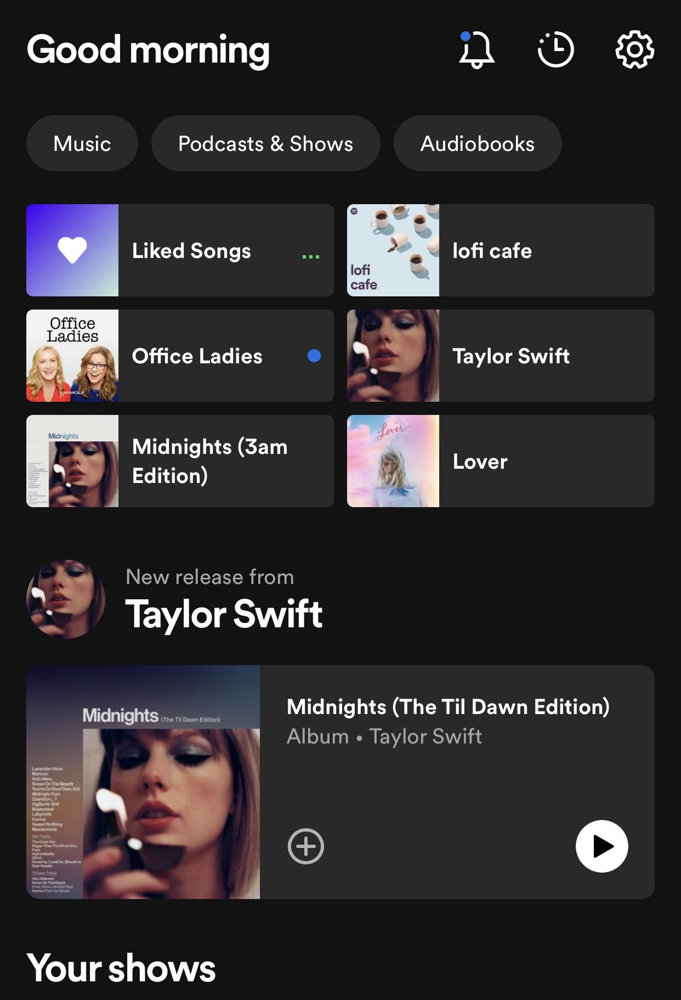 Good morning
Music
Podcasts & Shows
Audiobooks
Liked Songs
lofi
cafe
lofi cafe
Office
Ladies
EARWOLF
Office Ladies
Taylor Swift
Midnights
Midnights (3am
Edition)
Lover
Lover
New release from
Taylor Swift
Midnights (The Til Dawn Edition)
Lavender Haze
Maroon
Anti-Hero
Snow On The Beach
You're On Your Own, Kid
Midnight Rain
Question...?
Vigilante Shit
Bejeweled
Labyrinth
Karma
Sweet Nothing
Mastermind
The Great War
Bigger Than The Whole Sky
Paris
High Infidelity
Glitch
Would've, Could've, Should've
Dear Reader
Til Dawn Tracks
Hits Different
Snow On The Beach
(Feat. More Lana Del Rey)
Karma (Feat. Ice Spice)
Midnights (The Til Dawn Edition)
Album • Taylor Swift
Your shows